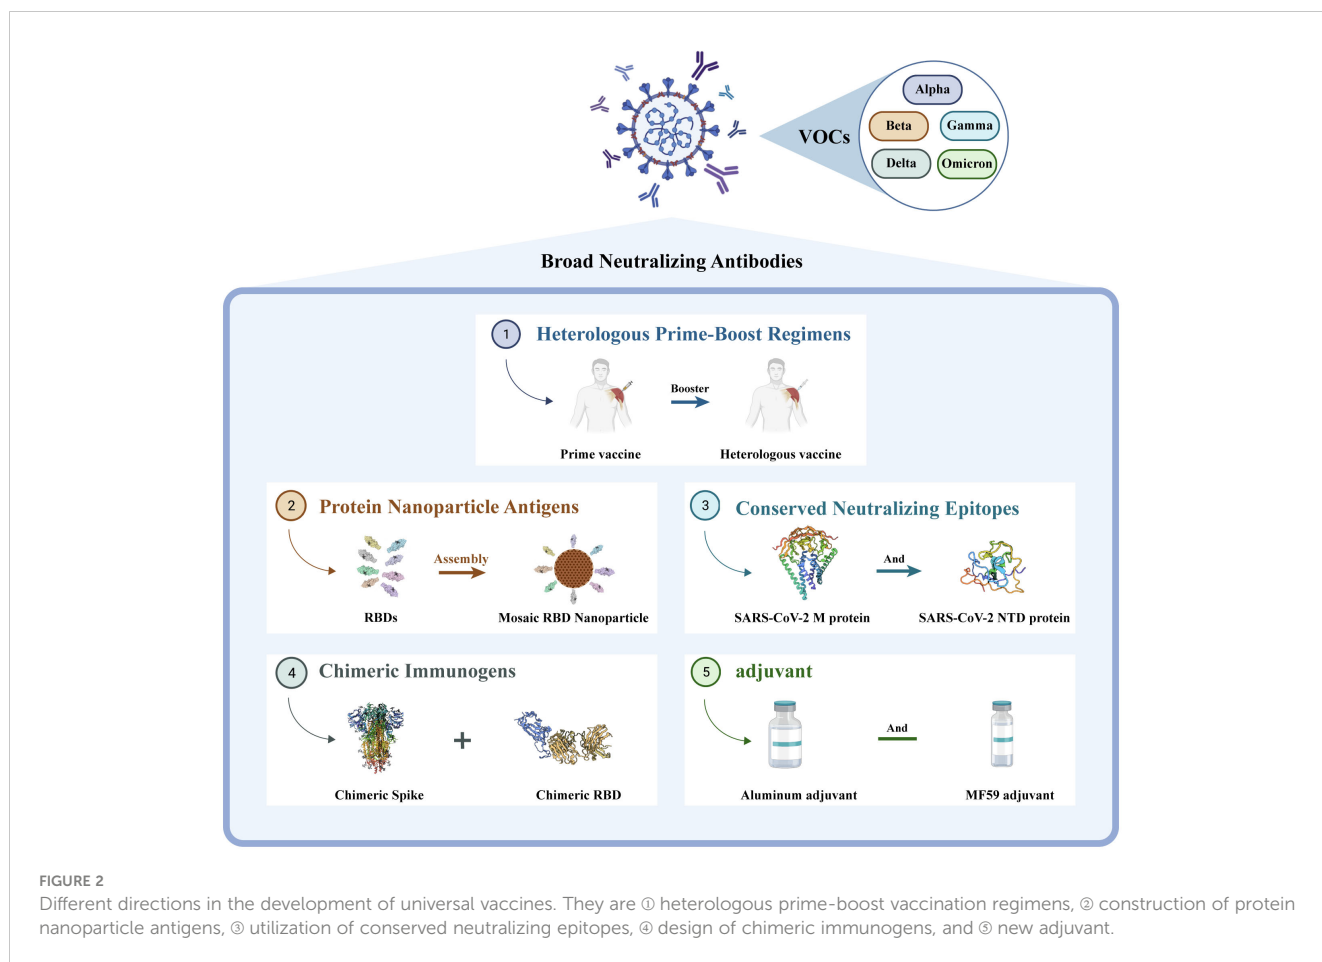 Alpha
VOCs
Beta
Gamma
Delta
Omicron
Broad Neutralizing Antibodies
1
Heterologous Prime-Boost Regimens
Booster
Prime vaccine
Heterologous vaccine
2
Protein Nanoparticle Antigens
Assembly
RBDs
Mosaic RBD Nanoparticle
3
Conserved Neutralizing Epitopes
And
SARS-CoV-2 M protein
SARS-CoV-2 NTD protein
4
Chimeric Immunogens
+
Chimeric Spike
Chimeric RBD
5
adjuvant
And
Aluminum adjuvant
MF59 adjuvant
FIGURE 2
Different directions in the development of universal vaccines. They are ① heterologous prime-boost vaccination regimens, ② construction of protein
nanoparticle antigens, ③ utilization of conserved neutralizing epitopes, ④ design of chimeric immunogens, and ⑤ new adjuvant.